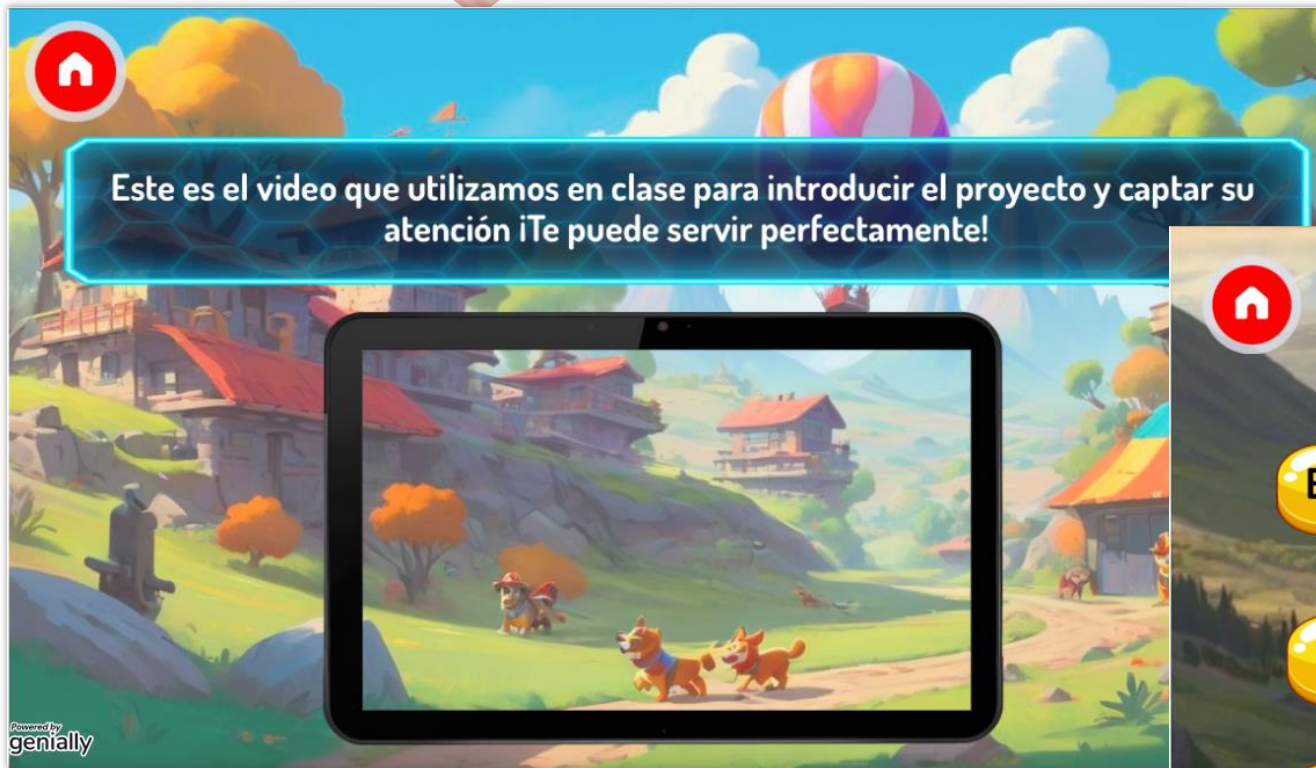 Este es el video que utilizamos en clase para introducir el proyecto y captar su
atención ¡Te puede servir perfectamente!
Powered by
genially